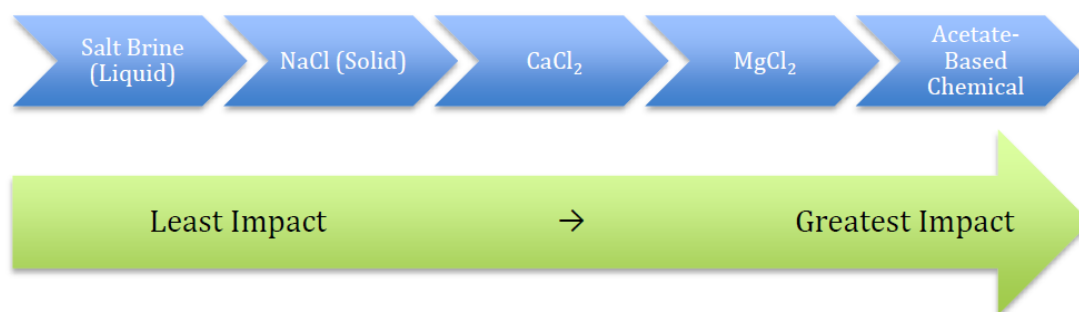 Salt Brine
(Liquid)
NaCl (Solid)
CaCl₂
MgCl₂
Acetate-
Based
Chemical
Least Impact → Greatest Impact